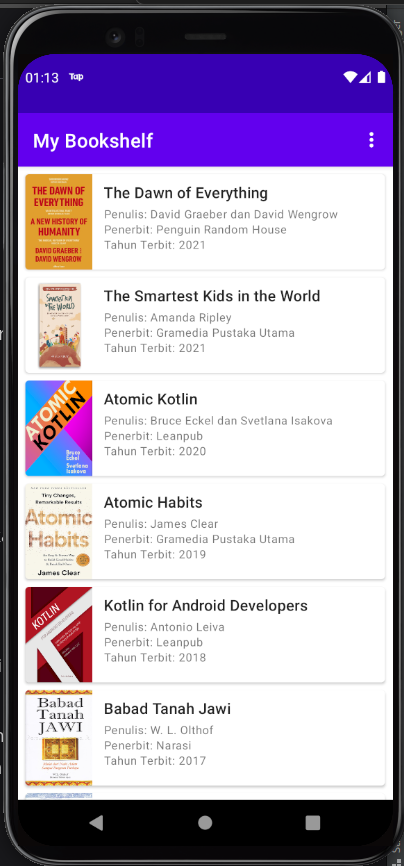 01:13 Tap
My Bookshelf
THE DAWN OF
EVERYTHING
A NEW HISTORY OF
HUMANITY
DAVID GRAEBER
DAVID WENGROW
The Dawn of Everything
Penulis: David Graeber dan David Wengrow
Penerbit: Penguin Random House
Tahun Terbit: 2021
SMARTEST KIDS
IN THE WORLD
The Smartest Kids in the World
Penulis: Amanda Ripley
Penerbit: Gramedia Pustaka Utama
Tahun Terbit: 2021
ATOMIC
KOTLIN
Bruce
Eckel
Svetlana
Isakova
Atomic Kotlin
Penulis: Bruce Eckel dan Svetlana Isakova
Penerbit: Leanpub
Tahun Terbit: 2020
Tiny Changes,
Remarkable Results
Atomic
Habits
James Clear
Atomic Habits
Penulis: James Clear
Penerbit: Gramedia Pustaka Utama
Tahun Terbit: 2019
KOTLIN
Kotlin for Android Developers
Penulis: Antonio Leiva
Penerbit: Leanpub
Tahun Terbit: 2018
Babad
Tanah
JAWI
Babad Tanah Jawi
Penulis: W. L. Olthof
Penerbit: Narasi
Tahun Terbit: 2017